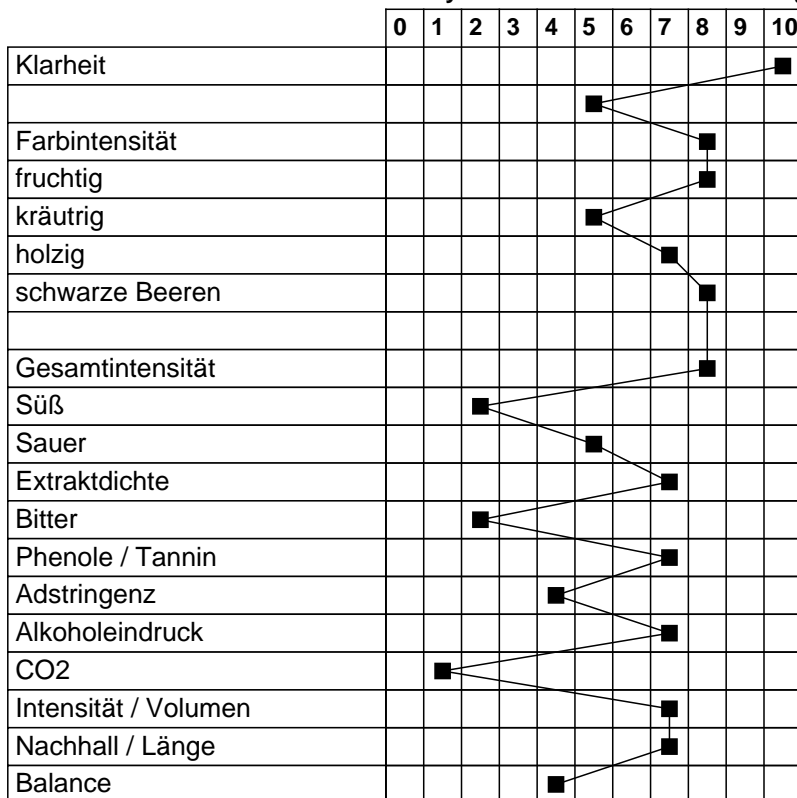 0 1 2 3 4 5 6 7 8 9 10
Klarheit
Farbintensität
fruchtig
kräutrig
holzig
schwarze Beeren
Gesamtintensität
Süß
Sauer
Extraktdichte
Bitter
Phenole / Tannin
Adstringenz
Alkoholeindruck
CO2
Intensität / Volumen
Nachhall / Länge
Balance